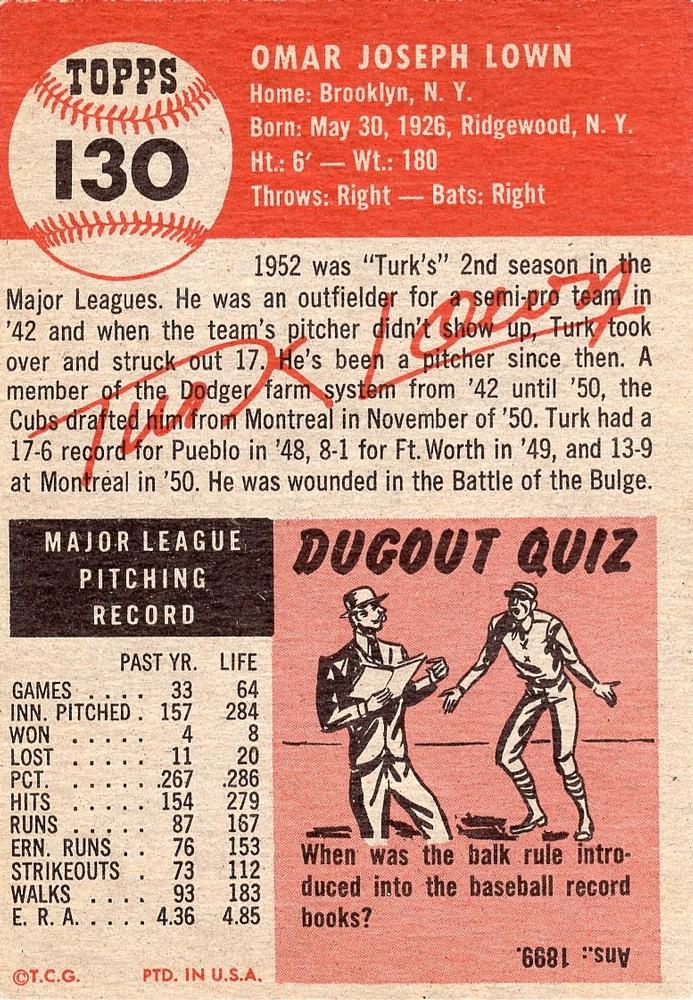 TOPPS
130
OMAR JOSEPH LOWN
Home: Brooklyn, N. Y.
Born: May 30, 1926, Ridgewood, N. Y.
Ht.: 6′ — Wt.: 180
Throws: Right — Bats: Right
1952 was “Turk's” 2nd season in the
Major Leagues. He was an outfielder for a semi-pro team in
'42 and when the team's pitcher didn't show up, Turk took
over and struck out 17. He's been a pitcher since then. A
member of the Dodger farm system from '42 until '50, the
Cubs drafted him from Montreal in November of '50. Turk had a
17-6 record for Pueblo in '48, 8-1 for Ft. Worth in '49, and 13-9
at Montreal in '50. He was wounded in the Battle of the Bulge.
Turk Lown
MAJOR LEAGUE
PITCHING
RECORD
PAST YR. LIFE
GAMES . . . . 33 64
INN. PITCHED . 157 284
WON . . . . . 4 8
LOST . . . . . 11 20
PCT. . . . . . .267 .286
HITS . . . . . 154 279
RUNS . . . . . 87 167
ERN. RUNS . . 76 153
STRIKEOUTS . 73 112
WALKS . . . . 93 183
E. R. A. . . . . 4.36 4.85
©T.C.G. PTD. IN U.S.A.
DUGOUT QUIZ
When was the balk rule intro-
duced into the baseball record
books?
Ans.: 1899.